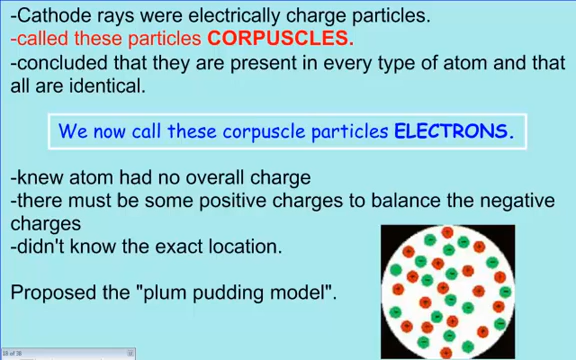 -Cathode rays were electrically charge particles.
-called these particles CORPUSCLES.
-concluded that they are present in every type of atom and that
all are identical.
We now call these corpuscle particles ELECTRONS.
-knew atom had no overall charge
-there must be some positive charges to balance the negative
charges
-didn't know the exact location.
Proposed the "plum pudding model".